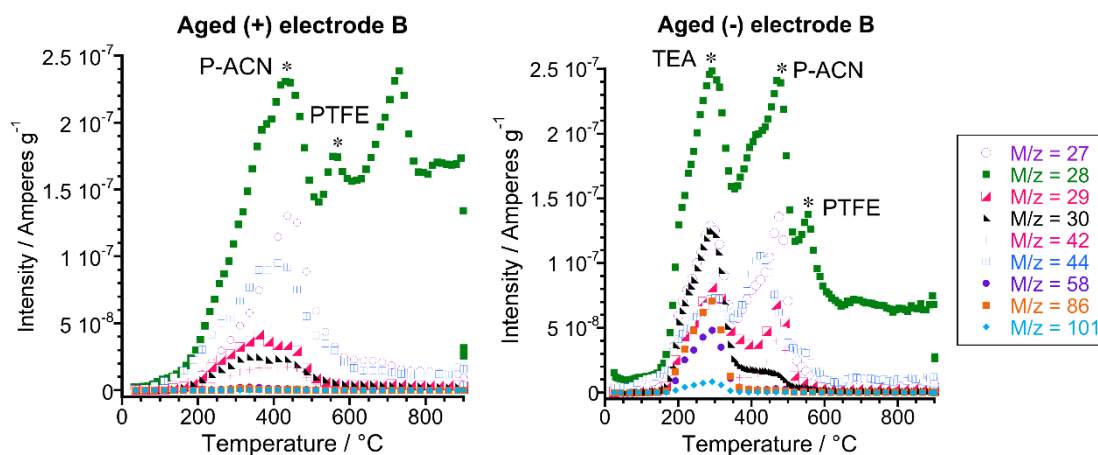 Aged (+) electrode B
Intensity / Amperes g⁻¹
2.5 10⁻⁷
2 10⁻⁷
1.5 10⁻⁷
1 10⁻⁷
5 10⁻⁸
0
0 200 400 600 800
Temperature / °C
P-ACN *
PTFE
*
Aged (-) electrode B
Intensity / Amperes g⁻¹
2.5 10⁻⁷
2 10⁻⁷
1.5 10⁻⁷
1 10⁻⁷
5 10⁻⁸
0
0 200 400 600 800
Temperature / °C
TEA *
* P-ACN
* PTFE
M/z = 27
M/z = 28
M/z = 29
M/z = 30
M/z = 42
M/z = 44
M/z = 58
M/z = 86
M/z = 101